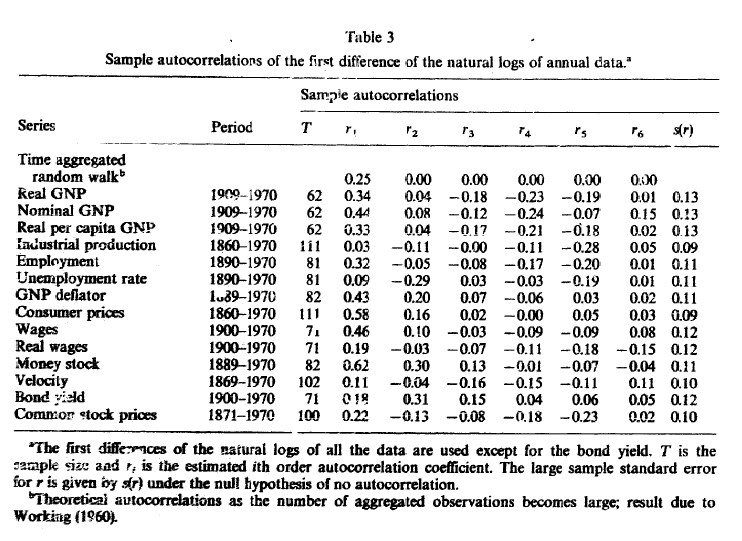 Table 3
Sample autocorrelations of the first difference of the natural logs of annual data.ᵃ
Sample autocorrelations
Series Period T r₁ r₂ r₃ r₄ r₅ r₆ s(r)
Time aggregated
random walkᵇ 0.25 0.00 0.00 0.00 0.00 0.00
Real GNP 1909–1970 62 0.34 0.04 −0.18 −0.23 −0.19 0.01 0.13
Nominal GNP 1909–1970 62 0.44 0.08 −0.12 −0.24 −0.07 0.15 0.13
Real per capita GNP 1909–1970 62 0.33 0.04 −0.17 −0.21 −0.18 0.02 0.13
Industrial production 1860–1970 111 0.03 −0.11 −0.00 −0.11 −0.28 0.05 0.09
Employment 1890–1970 81 0.32 −0.05 −0.08 −0.17 −0.20 0.01 0.11
Unemployment rate 1890–1970 81 0.09 −0.29 0.03 −0.03 −0.19 0.01 0.11
GNP deflator 1889–1970 82 0.43 0.20 0.07 −0.06 0.03 0.02 0.11
Consumer prices 1860–1970 111 0.58 0.16 0.02 −0.00 0.05 0.03 0.09
Wages 1900–1970 71 0.46 0.10 −0.03 −0.09 −0.09 0.08 0.12
Real wages 1900–1970 71 0.19 −0.03 −0.07 −0.11 −0.18 −0.15 0.12
Money stock 1889–1970 82 0.62 0.30 0.13 −0.01 −0.07 −0.04 0.11
Velocity 1869–1970 102 0.11 −0.04 −0.16 −0.15 −0.11 0.11 0.10
Bond yield 1900–1970 71 0.18 0.31 0.15 0.04 0.06 0.05 0.12
Common stock prices 1871–1970 100 0.22 −0.13 −0.08 −0.18 −0.23 0.02 0.10
ᵃThe first differences of the natural logs of all the data are used except for the bond yield. T is the
sample size and rᵢ is the estimated ith order autocorrelation coefficient. The large sample standard error
for r is given by s(r) under the null hypothesis of no autocorrelation.
ᵇTheoretical autocorrelations as the number of aggregated observations becomes large; result due to
Working (1960).